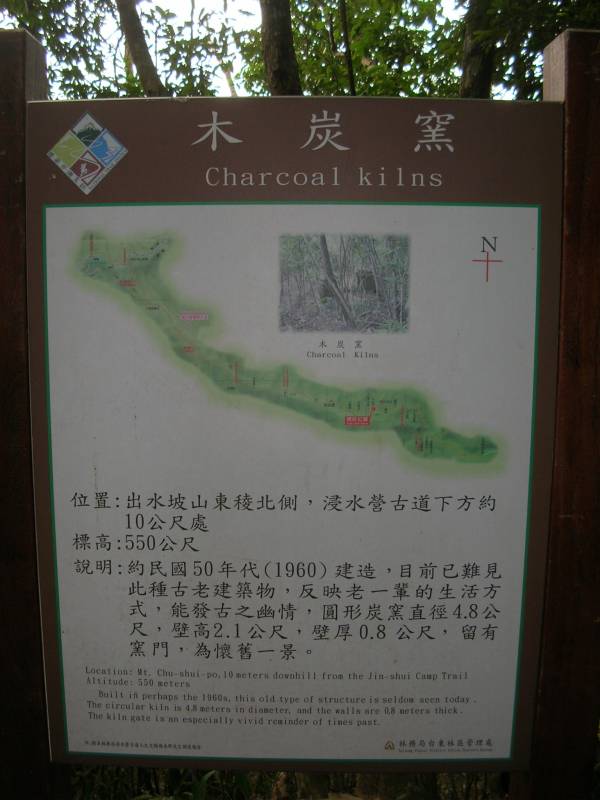 木炭窯
Charcoal kilns
N
木炭窯
Charcoal Kilns
位置:出水坡山東稜北側，浸水營古道下方約
10公尺處
標高:550公尺
說明:約民國50年代(1960)建造，目前已難見
此種古老建築物，反映老一輩的生活方
式，能發古之幽情，圓形炭窯直徑4.8公
尺，壁高2.1公尺，壁厚0.8公尺，留有
窯門，為懷舊一景。
Location: Mt. Chu-shui-po,10 meters downhill from the Jin-shui Camp Trail
Altitude: 550 meters
Built in perhaps the 1960s, this old type of structure is seldom seen today.
The circular kiln is 4.8 meters in diameter, and the walls are 0.8 meters thick.
The kiln gate is an especially vivid reminder of times past.
林務局台東林區管理處